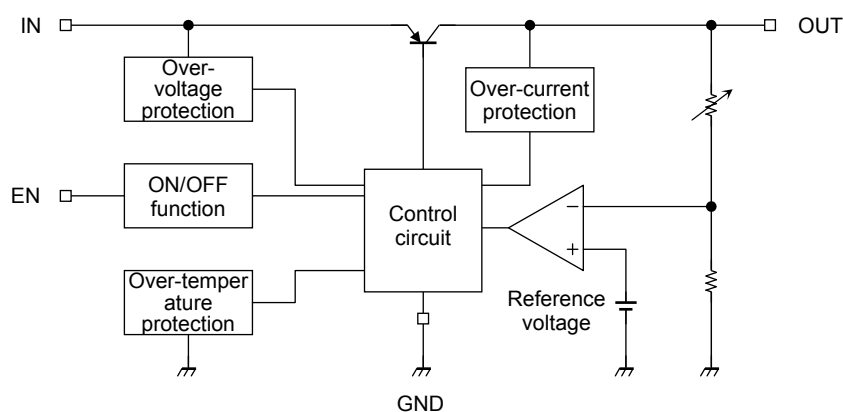 IN
OUT
Over-
voltage
protection
Over-current
protection
EN
ON/OFF
function
Control
circuit
−
+
Over-temper
ature
protection
Reference
voltage
GND